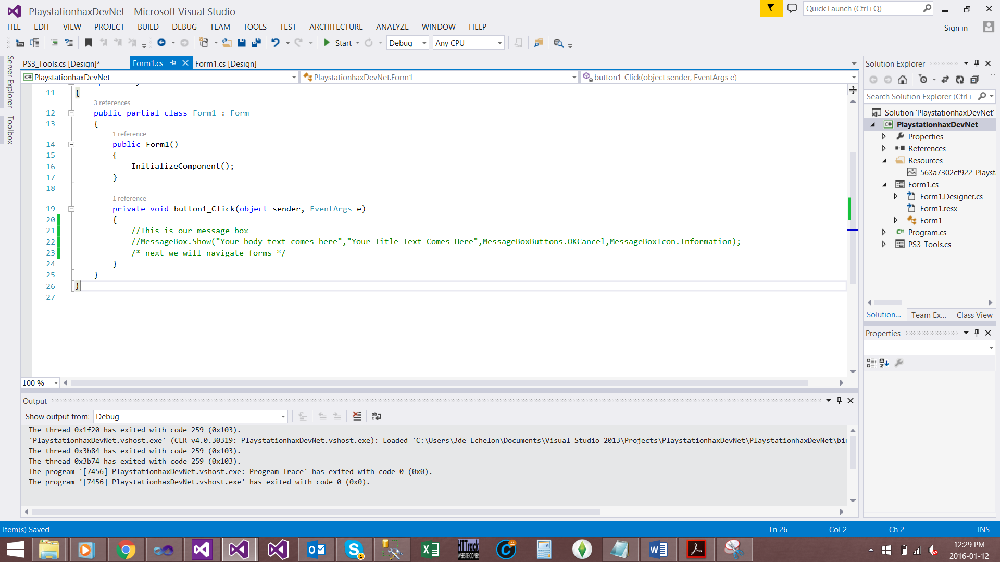 PlaystationhaxDevNet - Microsoft Visual Studio
Quick Launch (Ctrl+Q)
FILE EDIT VIEW PROJECT BUILD DEBUG TEAM TOOLS TEST ARCHITECTURE ANALYZE WINDOW HELP
Sign in
Start Debug Any CPU
Server Explorer
Toolbox
PS3_Tools.cs [Design]* Form1.cs Form1.cs [Design]
PlaystationhaxDevNet PlaystationhaxDevNet.Form1 button1_Click(object sender, EventArgs e)
11 {
3 references
12 public partial class Form1 : Form
13 {
1 reference
14 public Form1()
15 {
16 InitializeComponent();
17 }
18
1 reference
19 private void button1_Click(object sender, EventArgs e)
20 {
21 //This is our message box
22 //MessageBox.Show("Your body text comes here","Your Title Text Comes Here",MessageBoxButtons.OKCancel,MessageBoxIcon.Information);
23 /* next we will navigate forms */
24 }
25 }
26 }
27
100 %
Solution Explorer
Search Solution Explorer (Ctrl+
Solution 'PlaystationhaxDevNet'
C# PlaystationhaxDevNet
Properties
References
Resources
563a7302cf922_Playst
Form1.cs
Form1.Designer.cs
Form1.resx
Form1
C# Program.cs
PS3_Tools.cs
Solution... Team Ex... Class View
Properties
Output
Show output from: Debug
The thread 0x1f20 has exited with code 259 (0x103).
'PlaystationhaxDevNet.vshost.exe' (CLR v4.0.30319: PlaystationhaxDevNet.vshost.exe): Loaded 'C:\Users\3de Echelon\Documents\Visual Studio 2013\Projects\PlaystationhaxDevNet\PlaystationhaxDevNet\bin
The thread 0x3b84 has exited with code 259 (0x103).
The thread 0x3b74 has exited with code 259 (0x103).
The program '[7456] PlaystationhaxDevNet.vshost.exe: Program Trace' has exited with code 0 (0x0).
The program '[7456] PlaystationhaxDevNet.vshost.exe' has exited with code 0 (0x0).
Item(s) Saved Ln 26 Col 2 Ch 2 INS
HTTrack
WEBSITE COPIER
12:29 PM
2016-01-12